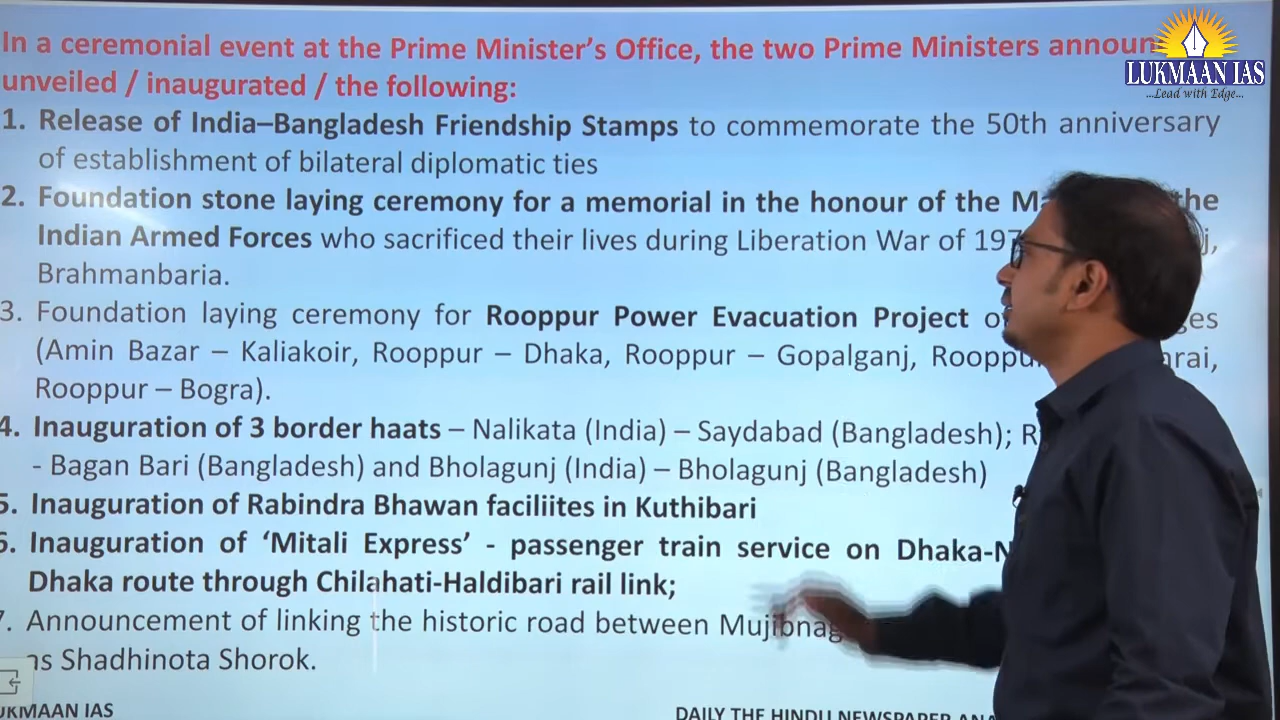 In a ceremonial event at the Prime Minister's Office, the two Prime Ministers announ
unveiled / inaugurated / the following:
1. Release of India–Bangladesh Friendship Stamps to commemorate the 50th anniversary
of establishment of bilateral diplomatic ties
2. Foundation stone laying ceremony for a memorial in the honour of the the
Indian Armed Forces who sacrificed their lives during Liberation War of
Brahmanbaria.
3. Foundation laying ceremony for Rooppur Power Evacuation Project
(Amin Bazar – Kaliakoir, Rooppur – Dhaka, Rooppur – Gopalganj,
Rooppur – Bogra).
4. Inauguration of 3 border haats – Nalikata (India) – Saydabad (Bangladesh);
- Bagan Bari (Bangladesh) and Bholagunj (India) – Bholagunj (Bangladesh)
5. Inauguration of Rabindra Bhawan faciliites in Kuthibari
6. Inauguration of 'Mitali Express' - passenger train service on
Dhaka route through Chilahati-Haldibari rail link;
7. Announcement of linking the historic road between
as Shadhinota Shorok.
UKMAAN IAS
DAILY THE HINDU NEWSPAPER
LUKMAAN IAS
...Lead with Edge...